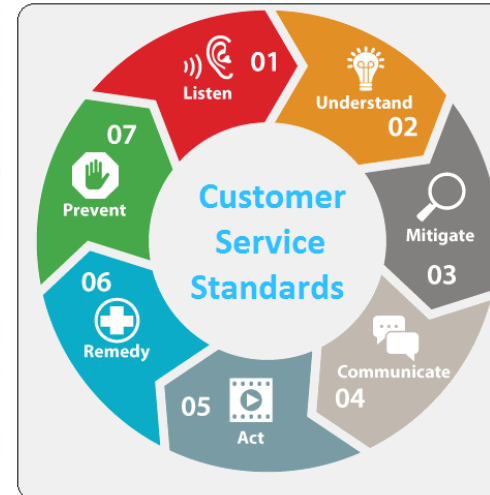 Customer
Service
Standards
01
Listen
Understand
02
Mitigate
03
Communicate
04
05
Act
06
Remedy
07
Prevent